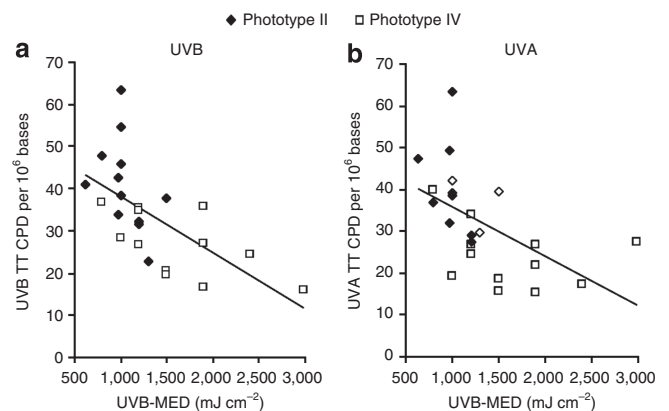 ◆ Phototype II □ Phototype IV
a UVB
UVB TT CPD per 10⁶ bases
70
60
50
40
30
20
10
0
500 1,000 1,500 2,000 2,500 3,000
UVB-MED (mJ cm⁻²)
b UVA
UVA TT CPD per 10⁶ bases
70
60
50
40
30
20
10
0
500 1,000 1,500 2,000 2,500 3,000
UVB-MED (mJ cm⁻²)